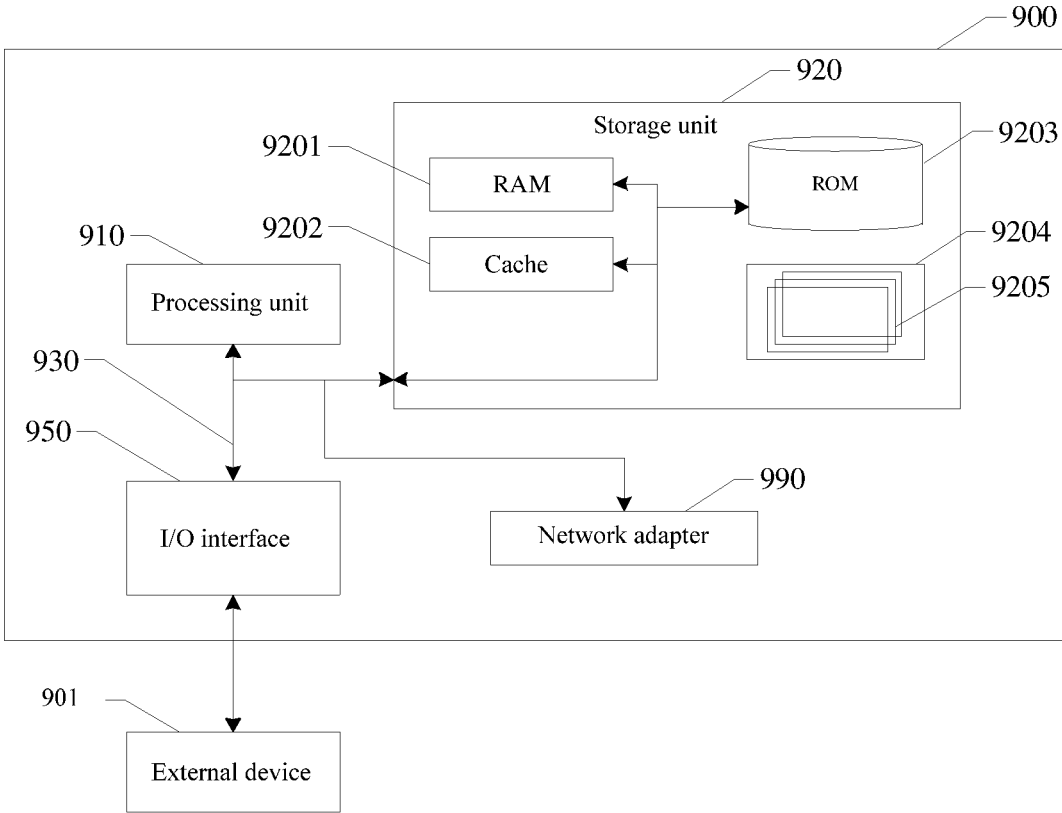 900
920
Storage unit
9201
RAM
9203
ROM
9202
Cache
9204
9205
910
Processing unit
930
950
I/O interface
990
Network adapter
901
External device